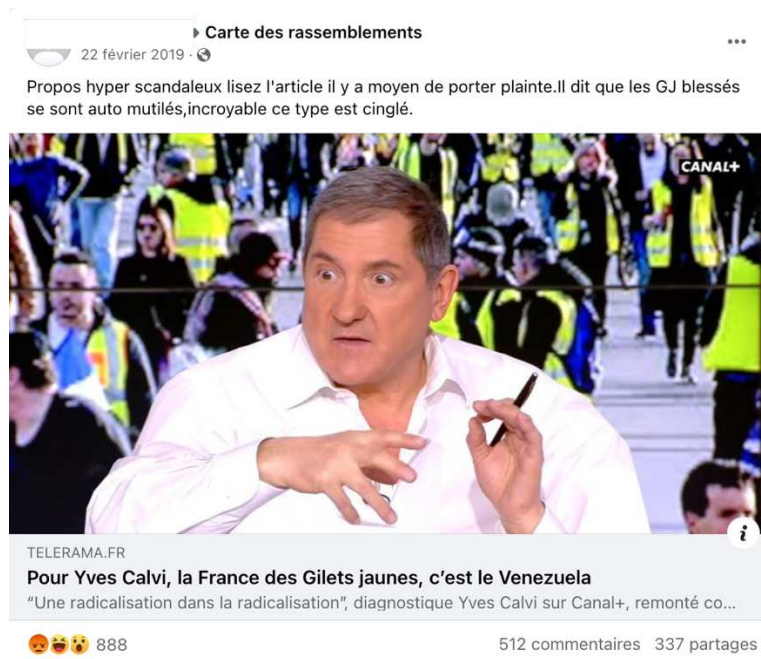 Carte des rassemblements
22 février 2019
Propos hyper scandaleux lisez l'article il y a moyen de porter plainte.Il dit que les GJ blessés
se sont auto mutilés,incroyable ce type est cinglé.
CANAL+
TELERAMA.FR
Pour Yves Calvi, la France des Gilets jaunes, c'est le Venezuela
“Une radicalisation dans la radicalisation”, diagnostique Yves Calvi sur Canal+, remonté co...
888
512 commentaires 337 partages